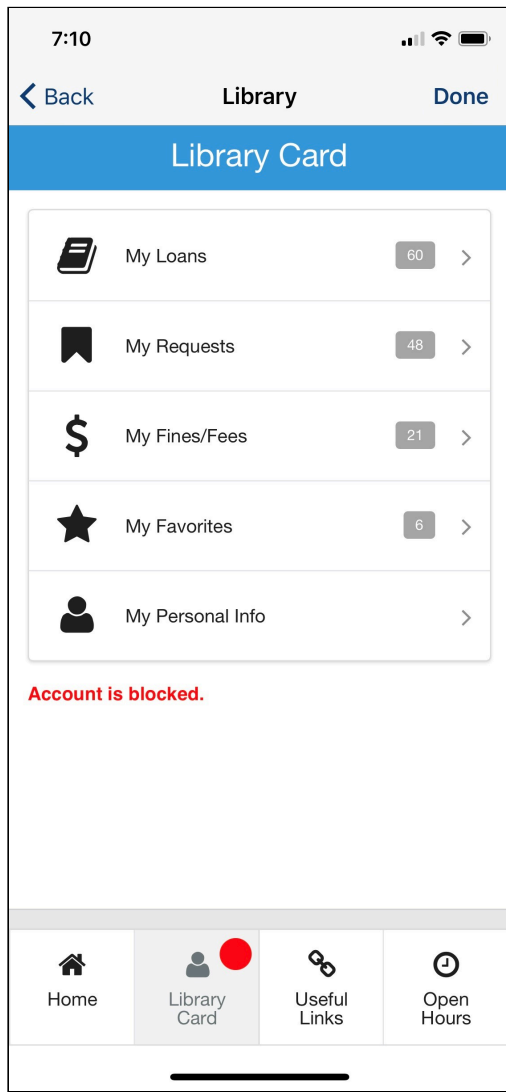 7:10
Back Library Done
Library Card
My Loans 60
My Requests 48
$ My Fines/Fees 21
My Favorites 6
My Personal Info
Account is blocked.
Home
Library
Card
Useful
Links
Open
Hours